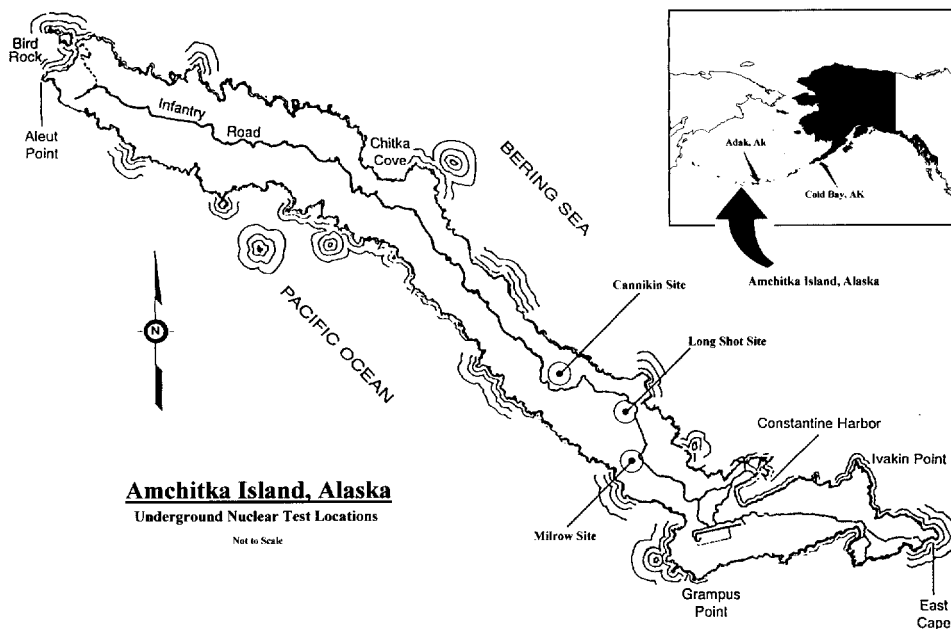 Bird
Rock
Aleut
Point
Infantry
Road
Chitka
Cove
BERING SEA
PACIFIC OCEAN
Adak, Ak
Cold Bay, AK
Amchitka Island, Alaska
Cannikin Site
Long Shot Site
Constantine Harbor
Ivakin Point
N
Amchitka Island, Alaska
Underground Nuclear Test Locations
Not to Scale
Milrow Site
Grampus
Point
East
Cape